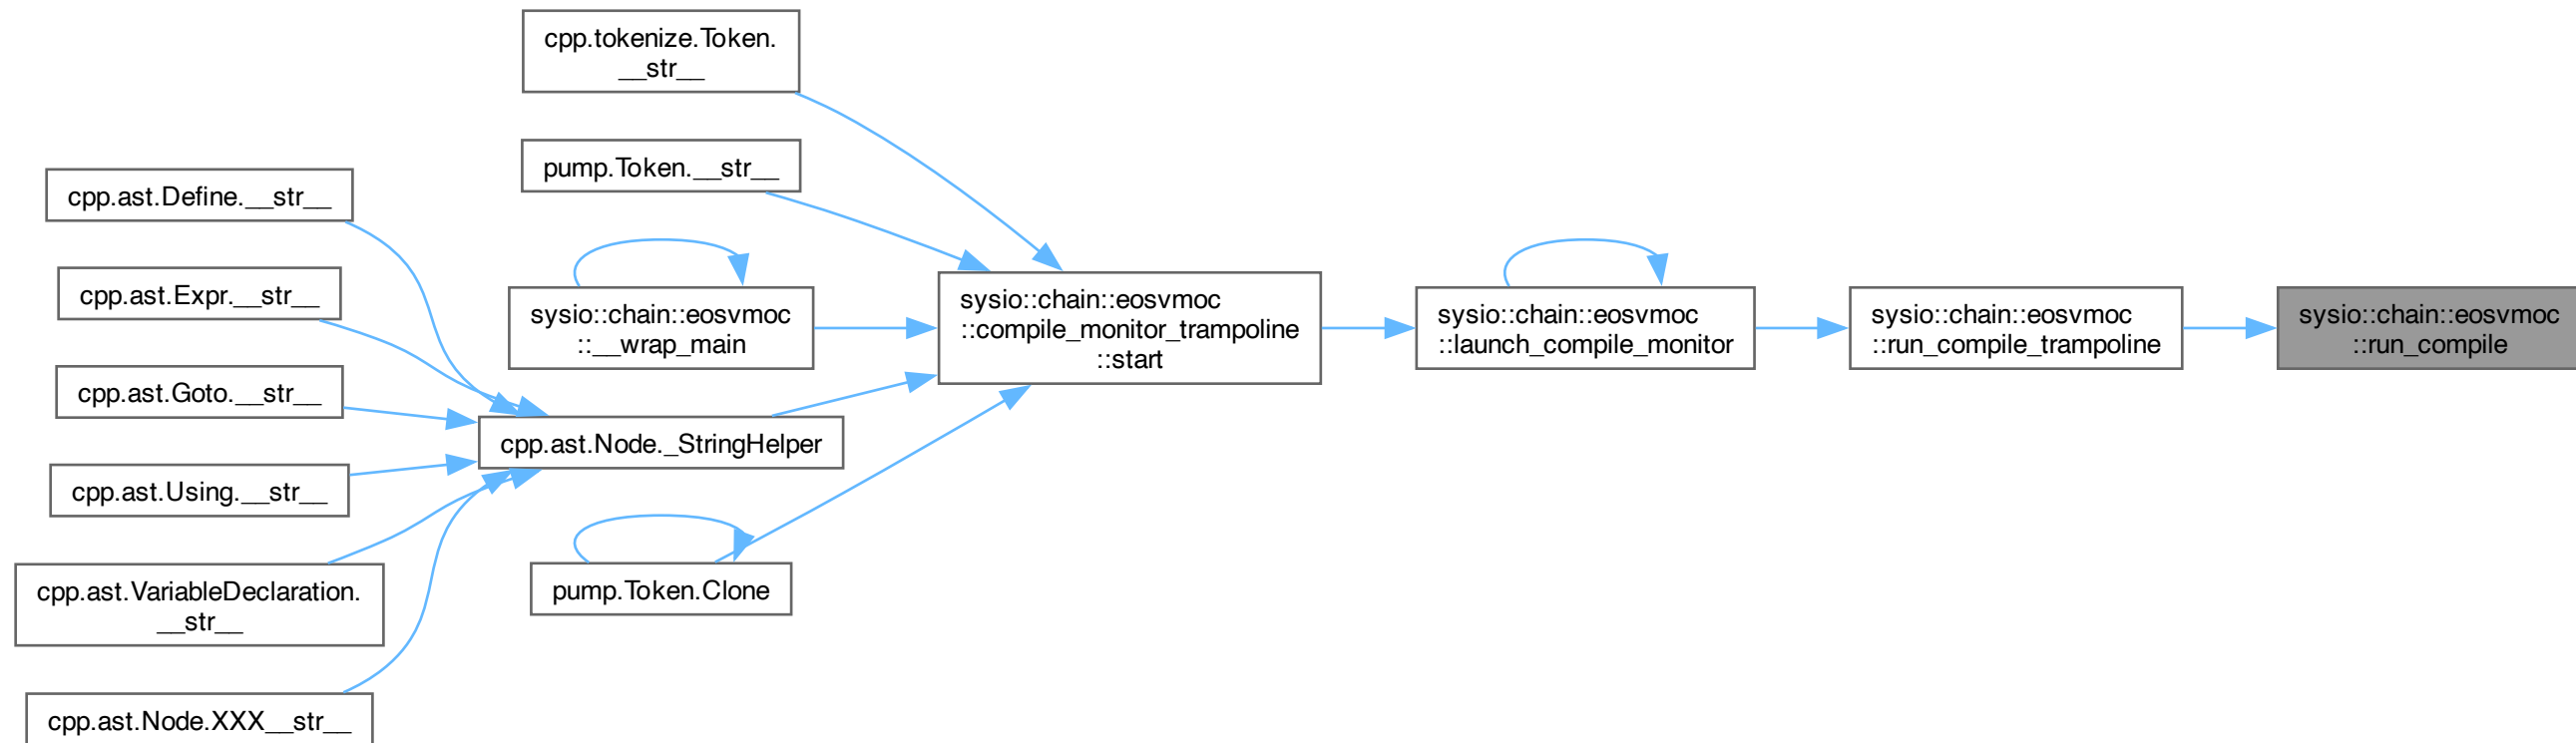 cpp.tokenize.Token.
__str__
pump.Token.__str__
cpp.ast.Define.__str__
cpp.ast.Expr.__str__
cpp.ast.Goto.__str__
cpp.ast.Using.__str__
cpp.ast.VariableDeclaration.
__str__
cpp.ast.Node.XXX__str__
sysio::chain::eosvmoc
::__wrap_main
cpp.ast.Node._StringHelper
pump.Token.Clone
sysio::chain::eosvmoc
::compile_monitor_trampoline
::start
sysio::chain::eosvmoc
::launch_compile_monitor
sysio::chain::eosvmoc
::run_compile_trampoline
sysio::chain::eosvmoc
::run_compile